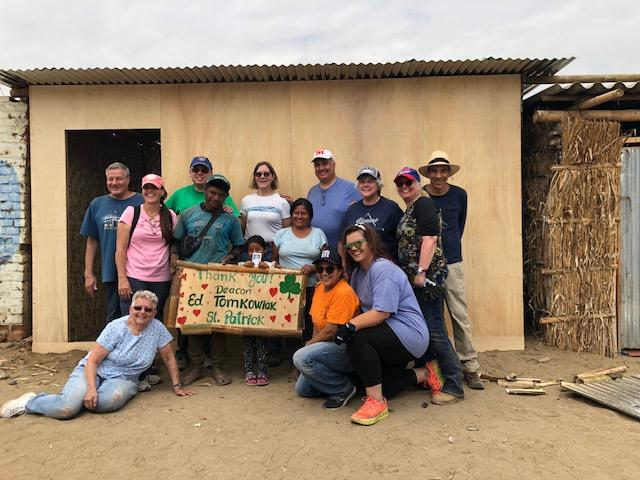 Thank You!
Deacon
Ed Tomkowiak
St. Patrick